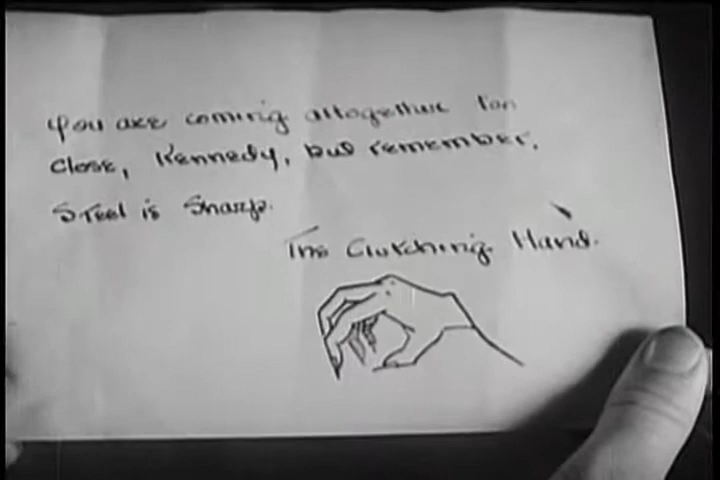 You are coming altogether too
close, Kennedy, but remember.
Steel is Sharp.
The Clutching Hand.